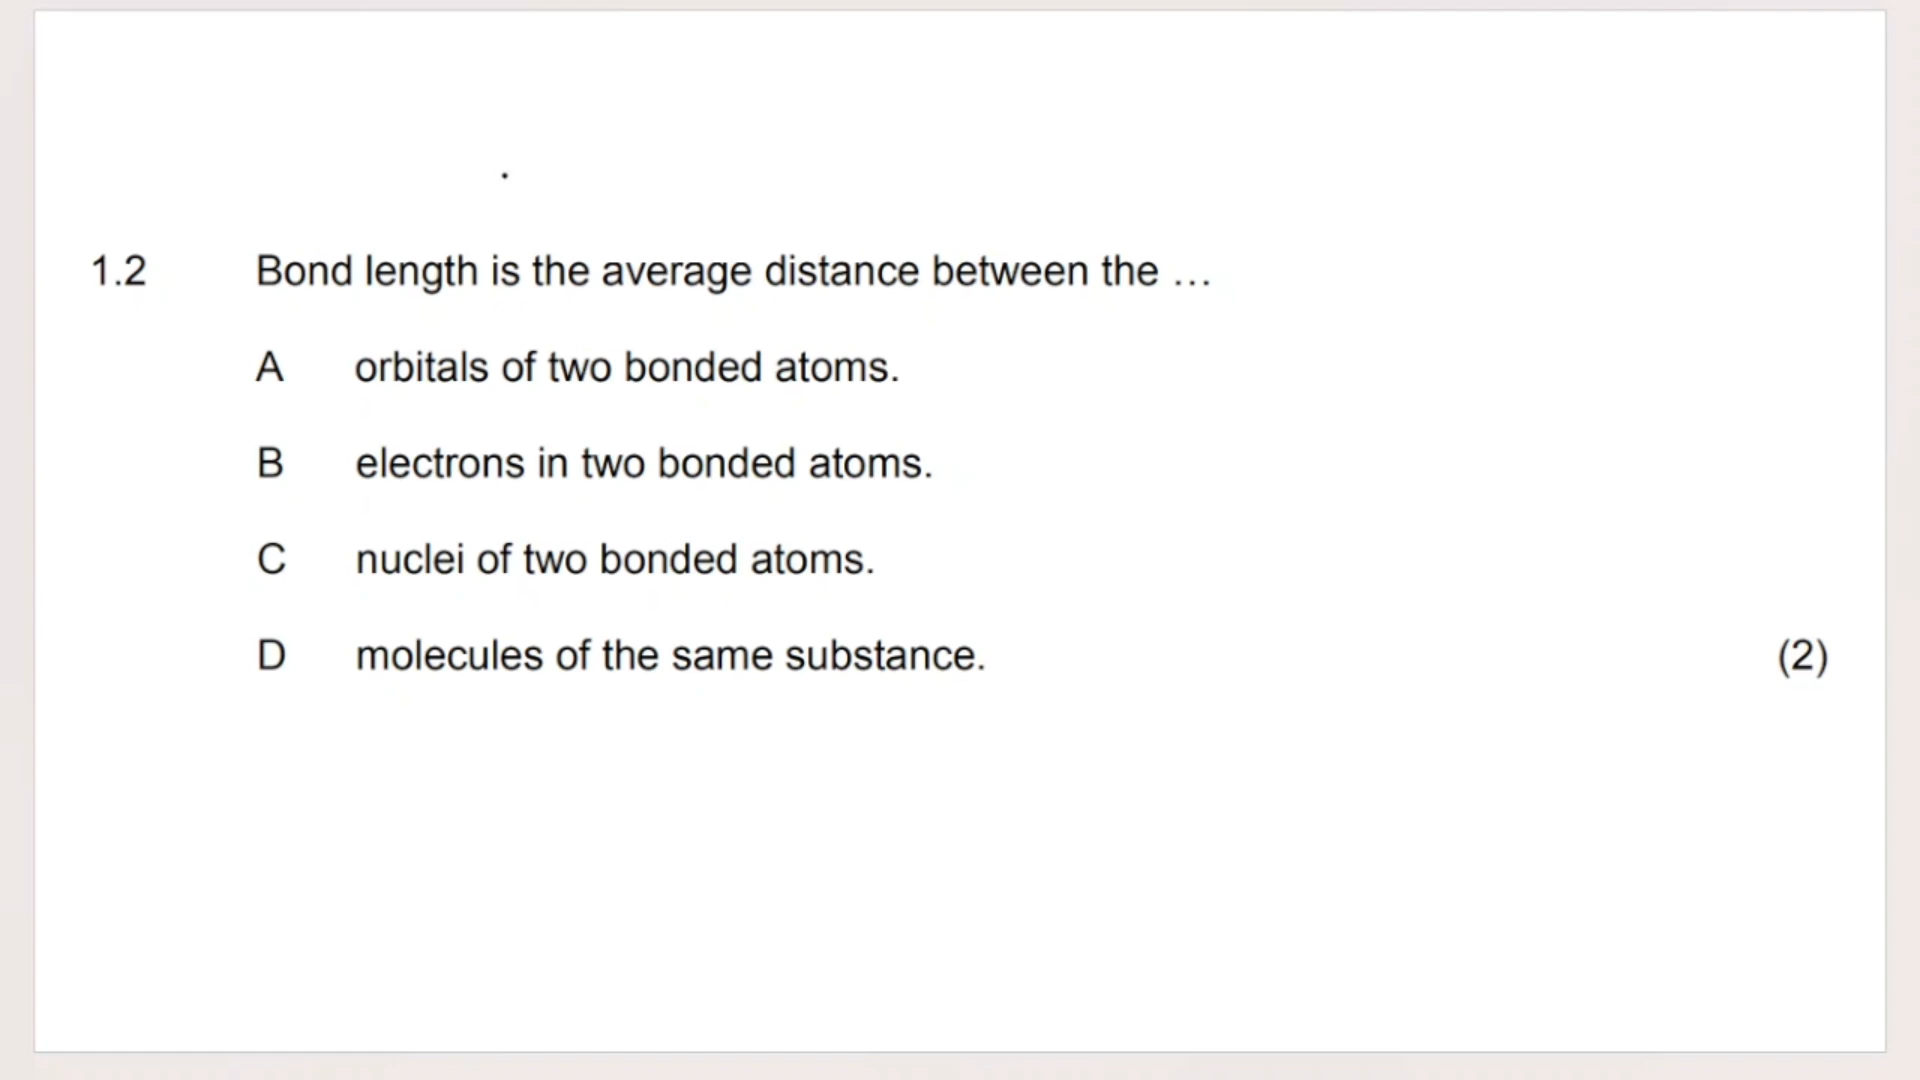 1.2 Bond length is the average distance between the …
A orbitals of two bonded atoms.
B electrons in two bonded atoms.
C nuclei of two bonded atoms.
D molecules of the same substance. (2)